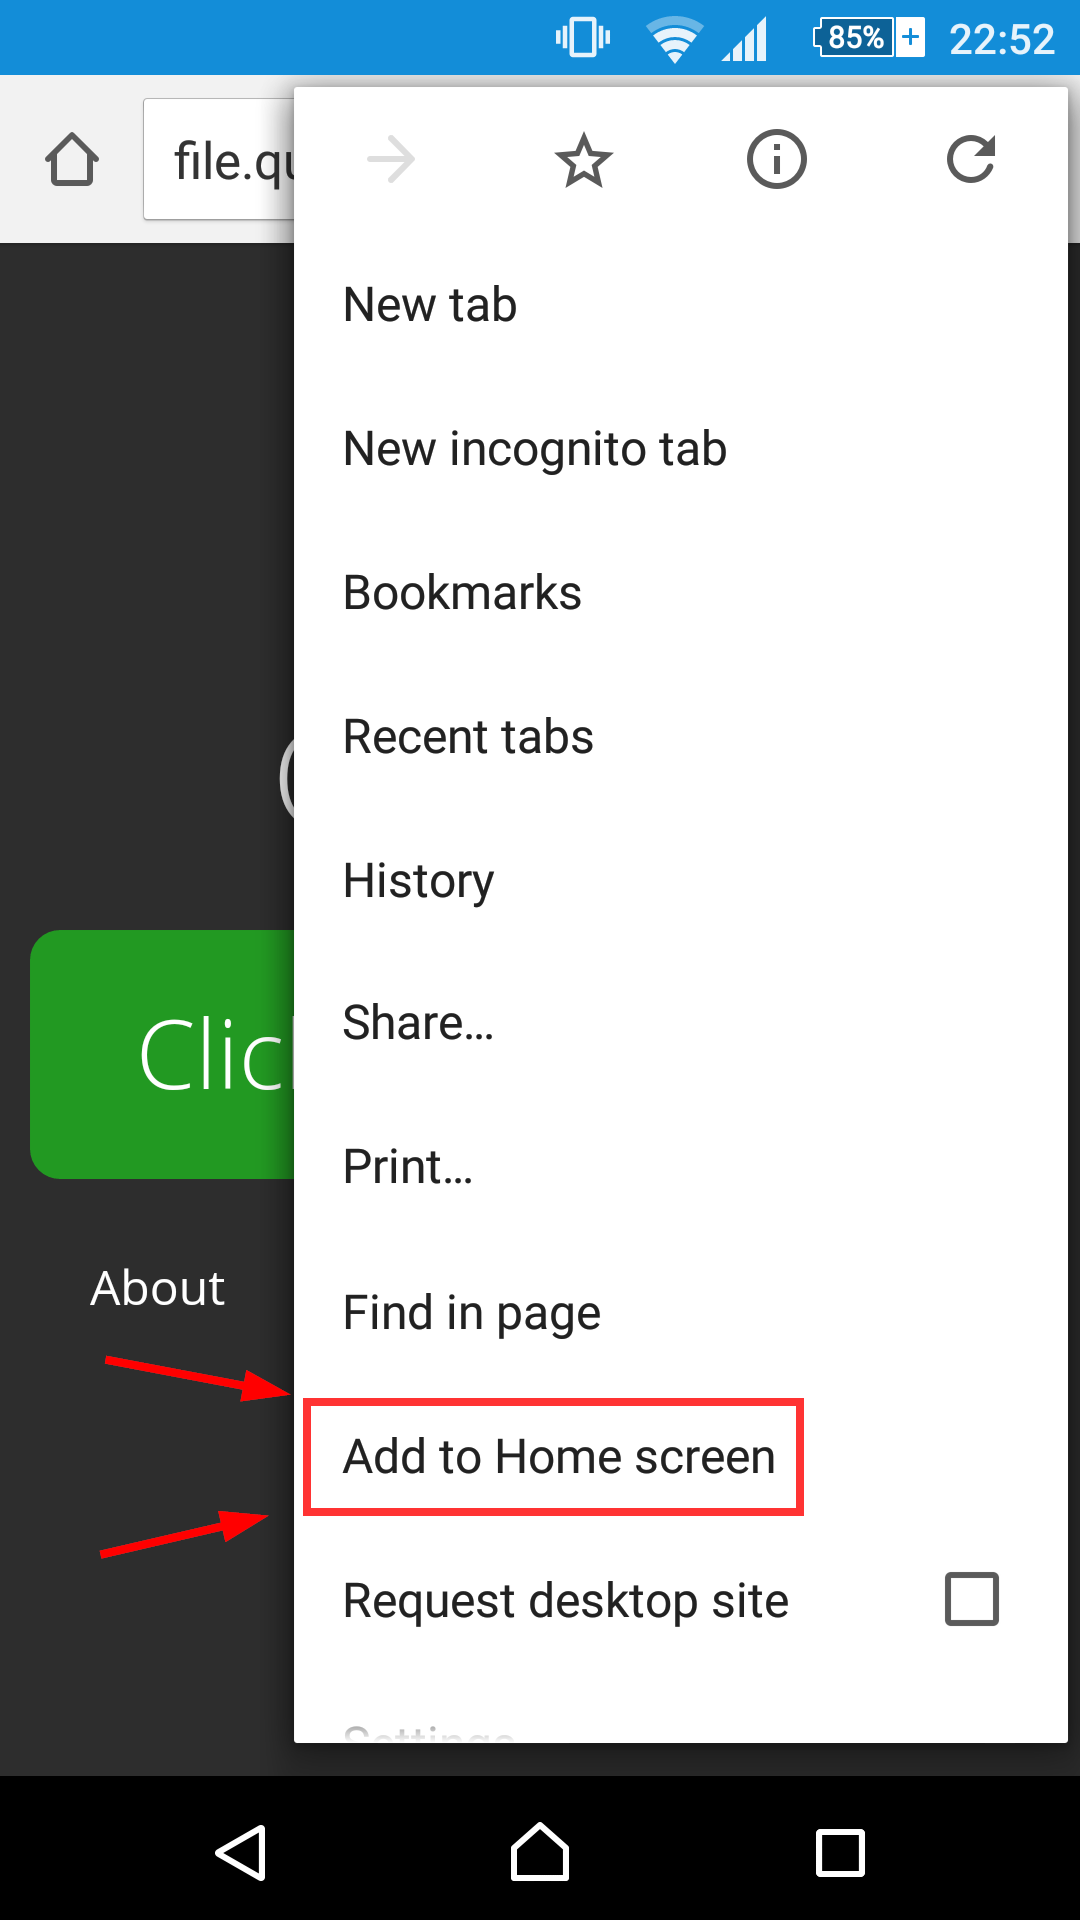 85%
22:52
file.qu
New tab
New incognito tab
Bookmarks
Recent tabs
History
Share...
Clic
Print...
About
Find in page
Add to Home screen
Request desktop site
Settings